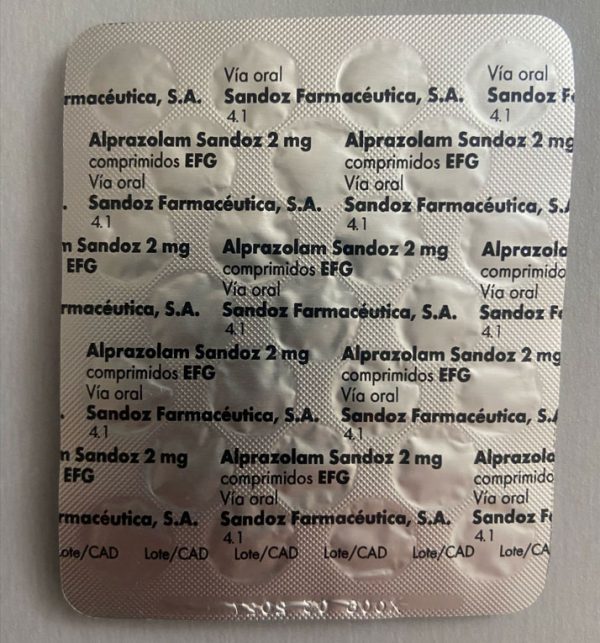 Vía oral Vía oral
rmacéutica, S.A. Sandoz Farmacéutica, S.A. Sandoz F
4.1 4.1
Alprazolam Sandoz 2 mg Alprazolam Sandoz 2 mg
comprimidos EFG comprimidos EFG
Vía oral Vía oral
. Sandoz Farmacéutica, S.A. Sandoz Farmacéutica, S.
4.1 4.1
n Sandoz 2 mg Alprazolam Sandoz 2 mg Alprazola
EFG comprimidos EFG comprimido
Vía oral Vía oral
rmacéutica, S.A. Sandoz Farmacéutica, S.A. Sandoz F
4.1 4.1
Alprazolam Sandoz 2 mg Alprazolam Sandoz 2 mg
comprimidos EFG comprimidos EFG
Vía oral Vía oral
. Sandoz Farmacéutica, S.A. Sandoz Farmacéutica, S.
4.1 4.1
n Sandoz 2 mg Alprazolam Sandoz 2 mg Alprazola
EFG comprimidos EFG comprimido
Vía oral Vía oral
rmacéutica, S.A. Sandoz Farmacéutica, S.A. Sandoz F
4.1 4.1
Lote/CAD Lote/CAD Lote/CAD Lote/CAD Lote/CAD Lote/CA